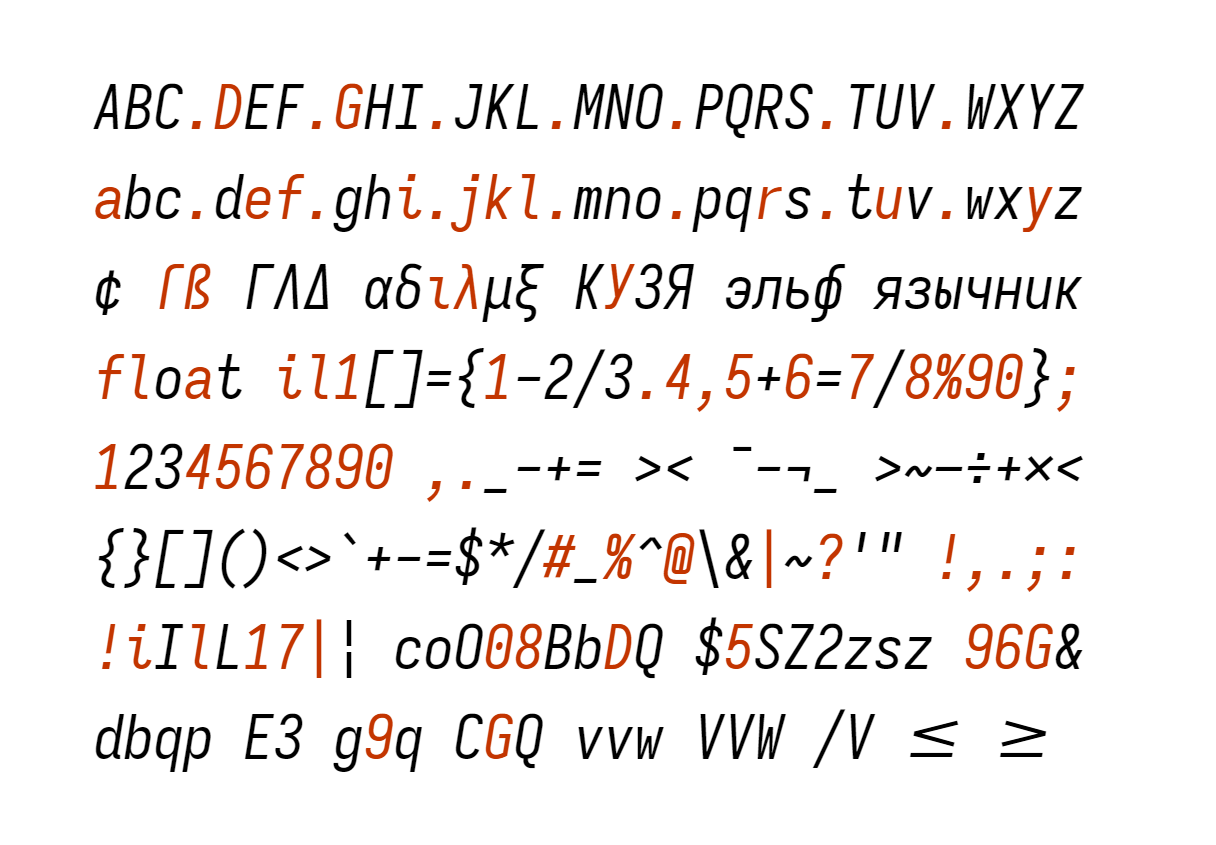 ABC.DEF.GHI.JKL.MNO.PQRS.TUV.WXYZ
abc.def.ghi.jkl.mno.pqrs.tuv.wxyz
¢ ſß ΓΛΔ αδιλμξ КУЗЯ эльф язычник
float il1[]={1-2/3.4,5+6=7/8%90};
1234567890 ,._-+= >< ¯-¬_ >~–÷+×<
{}[]()<>`+-=$*/#_%^@\&|~?'" !,.;:
!iIlL17|¦ coO08BbDQ $5SZ2zsz 96G&
dbqp E3 g9q CGQ vvw VVW /V ≤ ≥